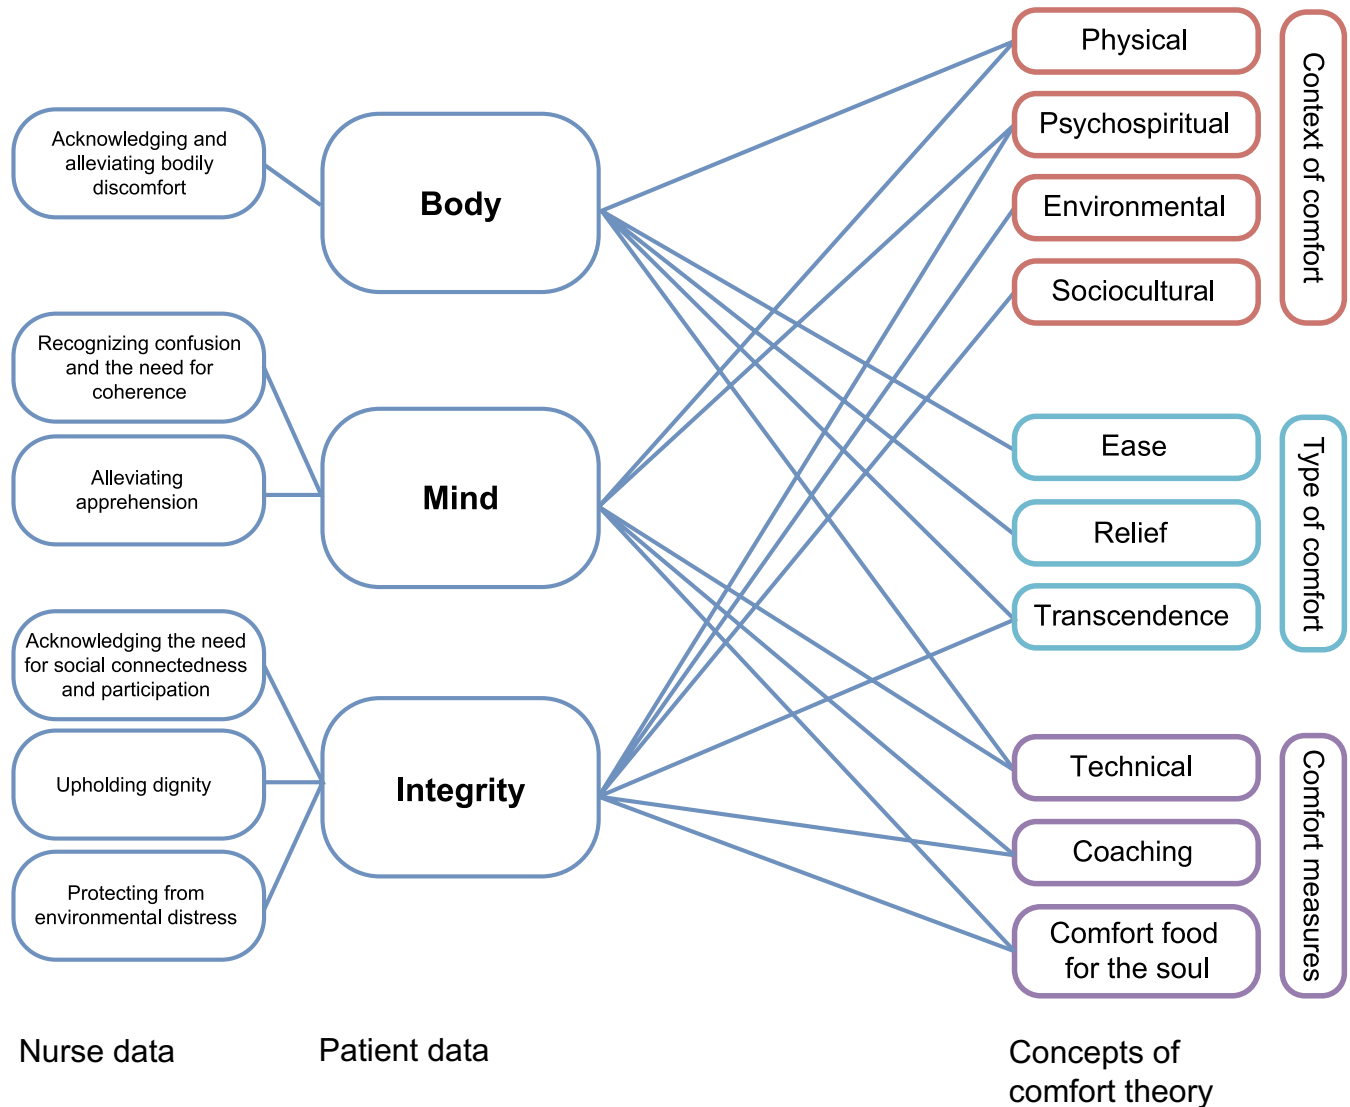 Acknowledging and
alleviating bodily
discomfort
Recognizing confusion
and the need for
coherence
Alleviating
apprehension
Acknowledging the need
for social connectedness
and participation
Upholding dignity
Protecting from
environmental distress
Nurse data
Body
Mind
Integrity
Patient data
Physical
Psychospiritual
Environmental
Sociocultural
Context of comfort
Ease
Relief
Transcendence
Type of comfort
Technical
Coaching
Comfort food
for the soul
Comfort measures
Concepts of
comfort theory